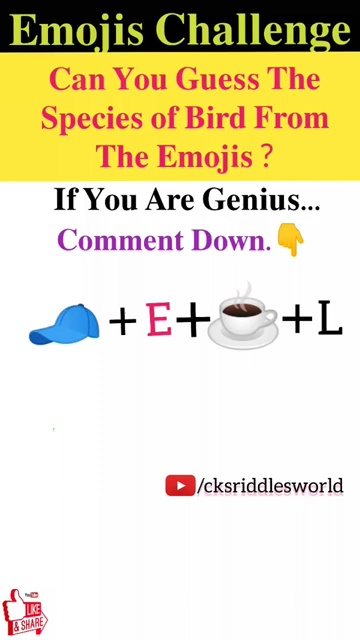 Emojis Challenge
Can You Guess The
Species of Bird From
The Emojis ?
If You Are Genius...
Comment Down.👇
🧢+E+☕+L
/cksriddlesworld
YouTube
LIKE
& SHARE